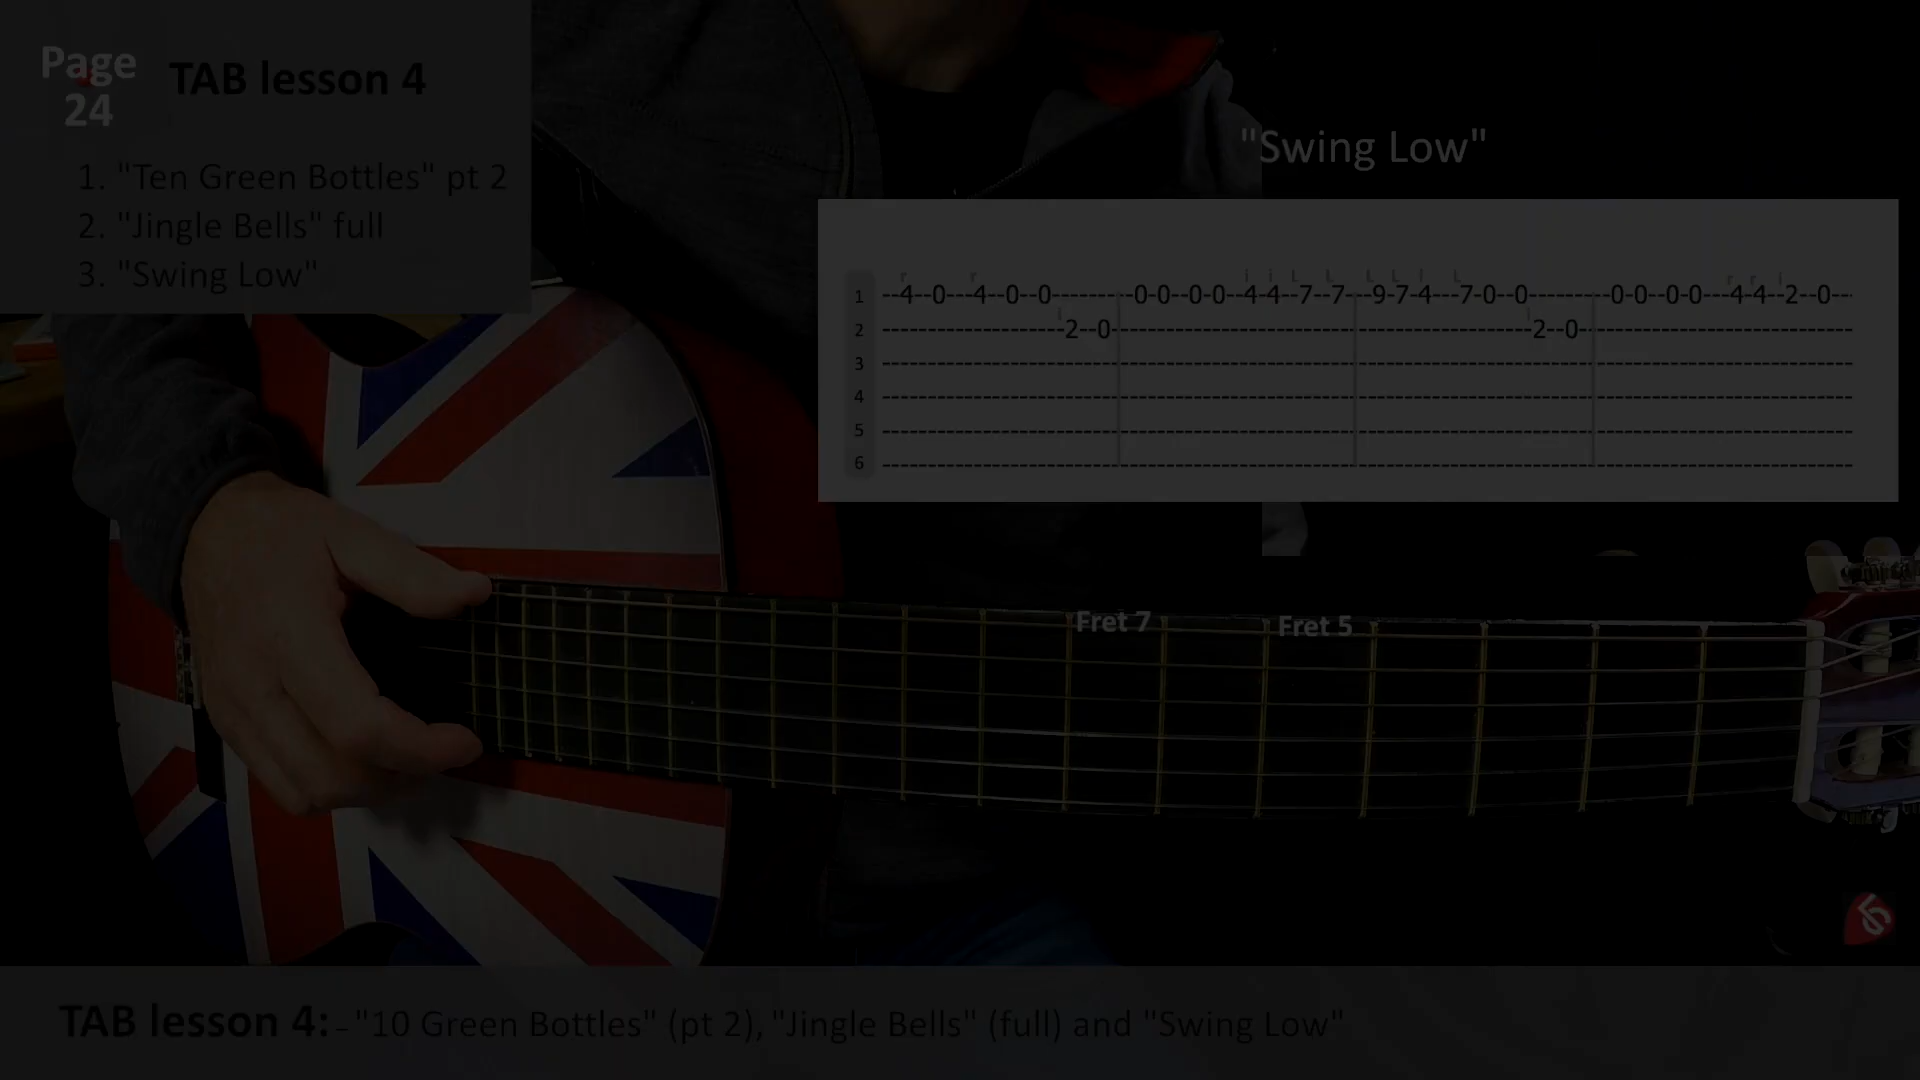 Page
24
TAB lesson 4
1. "Ten Green Bottles" pt 2
2. "Jingle Bells" full
3. "Swing Low"
"Swing Low"
r r i i L L L L I L r r i
1 --4--0---4--0--0----------0-0--0-0--4-4--7--7---9-7-4---7-0--0----------0-0--0-0---4-4--2--0---
i i
2 ---2--0---2--0---
3
4
5
6
Fret 7 Fret 5
TAB lesson 4: - "10 Green Bottles" (pt 2), "Jingle Bells" (full) and "Swing Low"